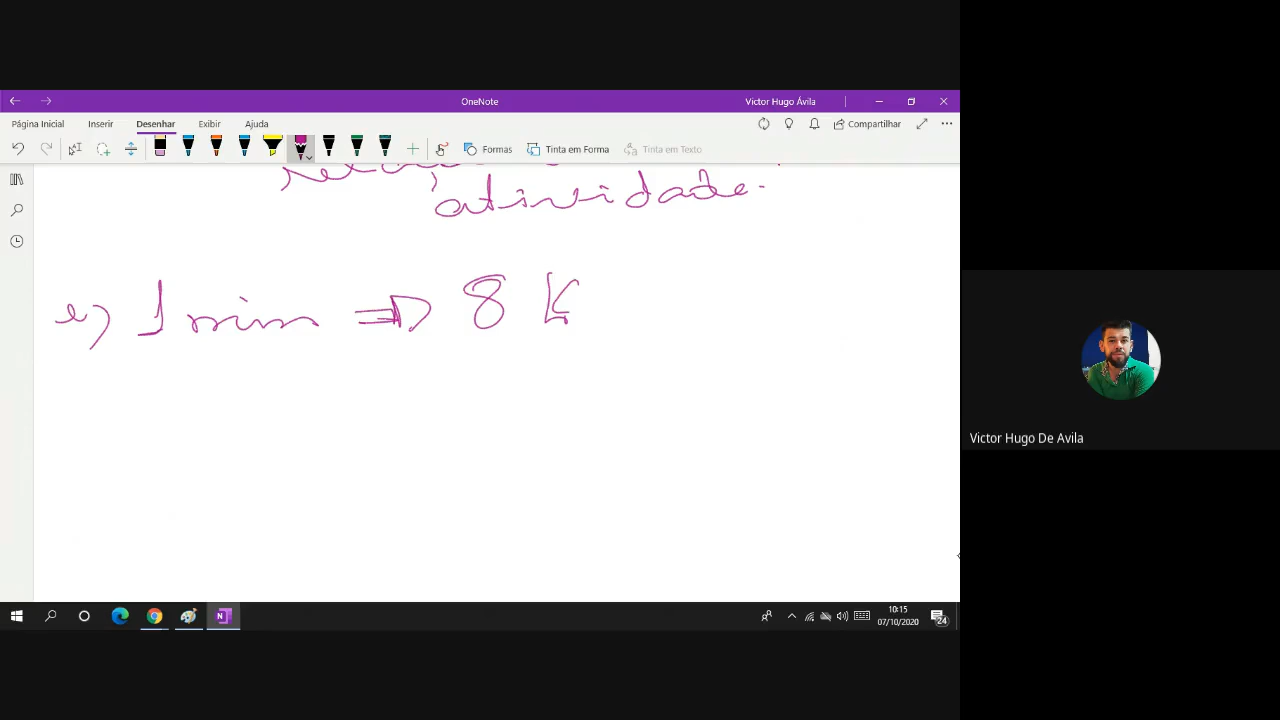 OneNote
Victor Hugo Ávila
Página Inicial Inserir Desenhar Exibir Ajuda
Compartilhar
Formas Tinta em Forma Tinta em Texto
atividade.
e) 1 min ⇒ 8 K
Victor Hugo De Avila
10:15
07/10/2020
24